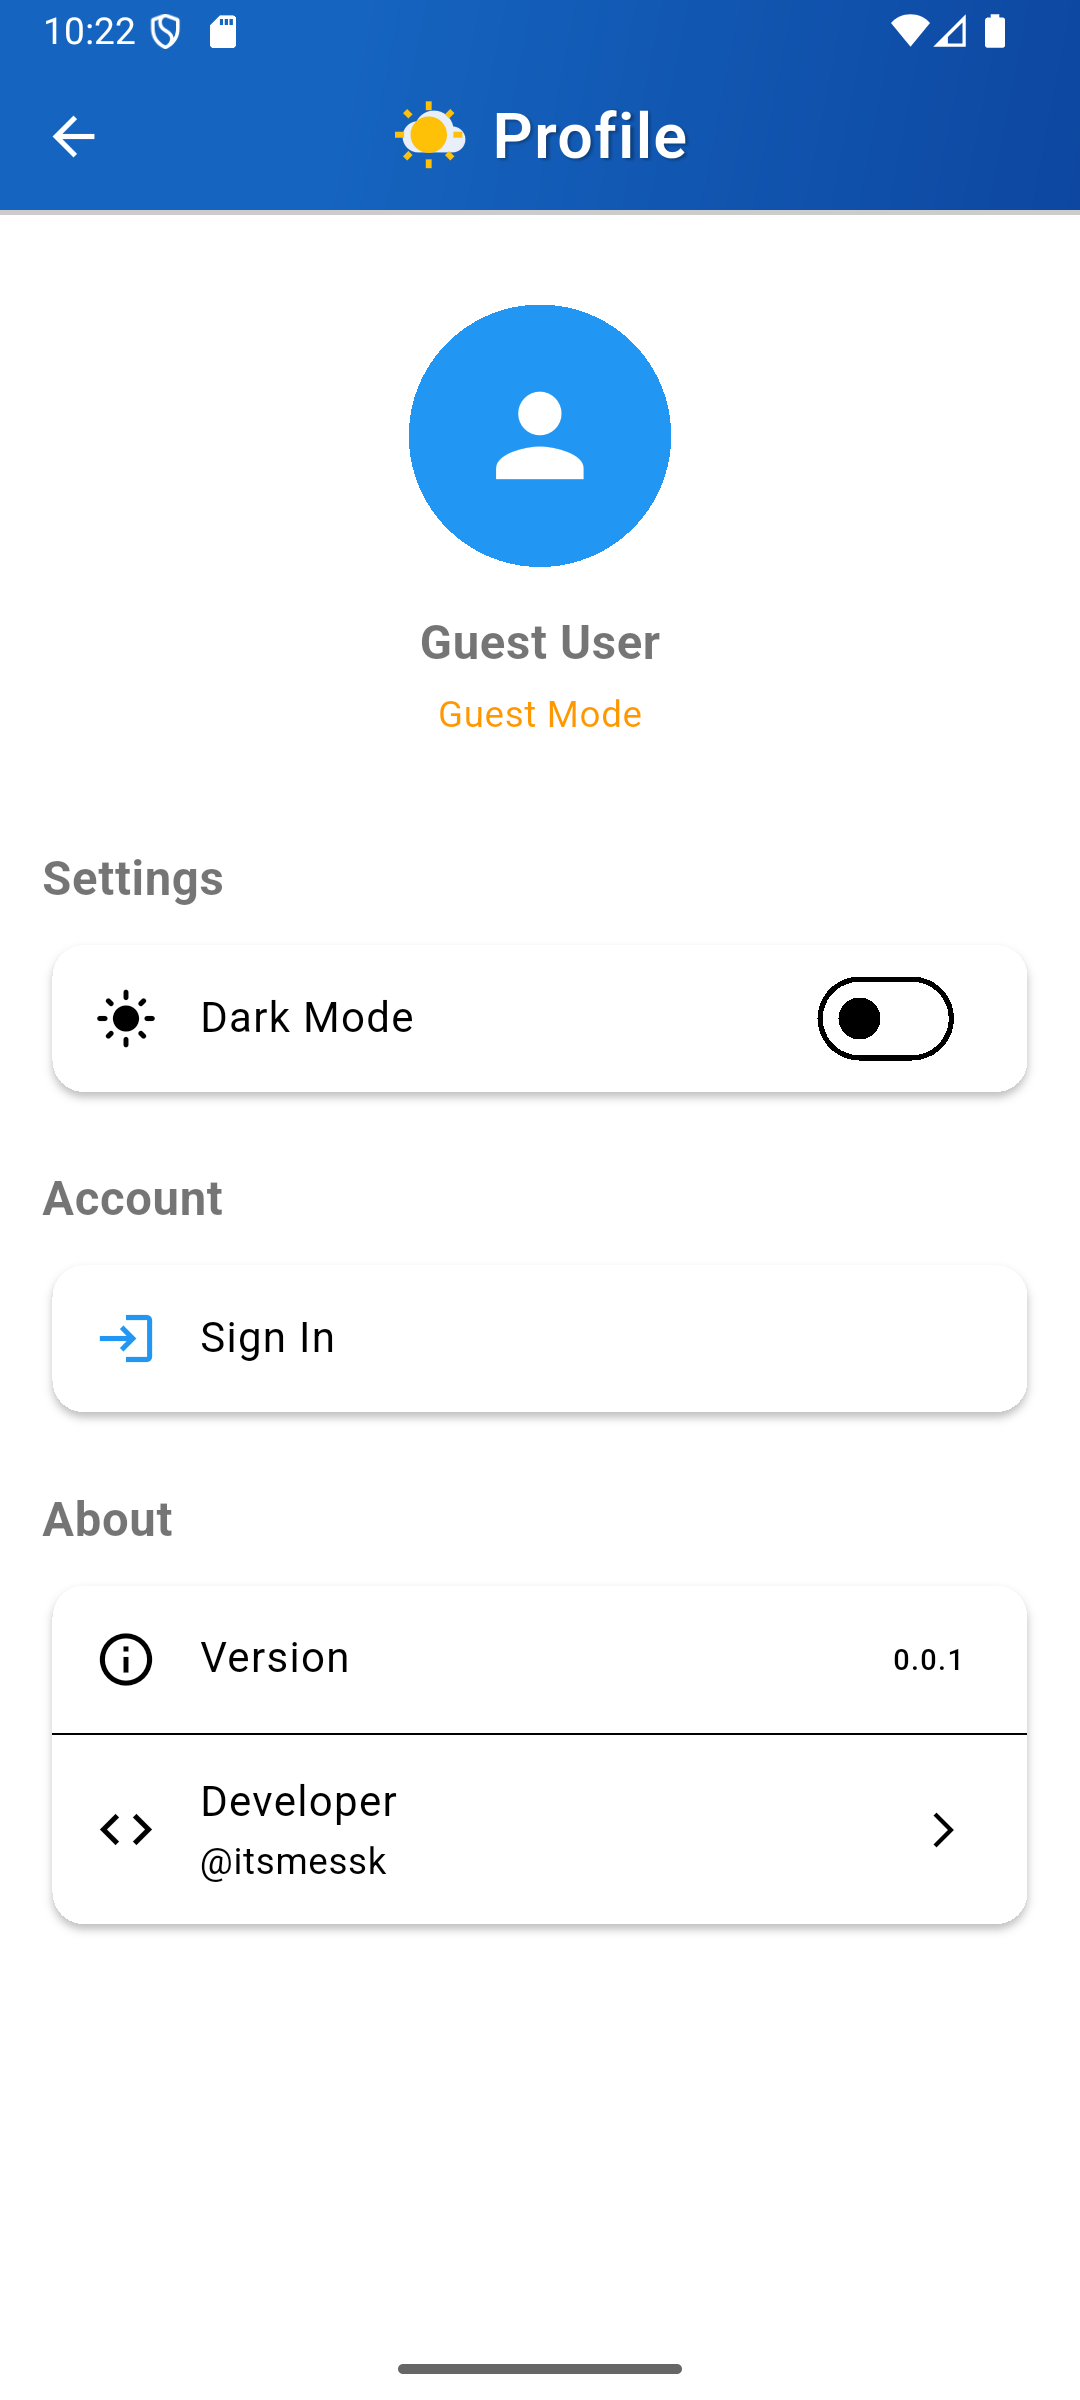 10:22
Profile
Guest User
Guest Mode
Settings
Dark Mode
Account
Sign In
About
Version
0.0.1
Developer
@itsmessk